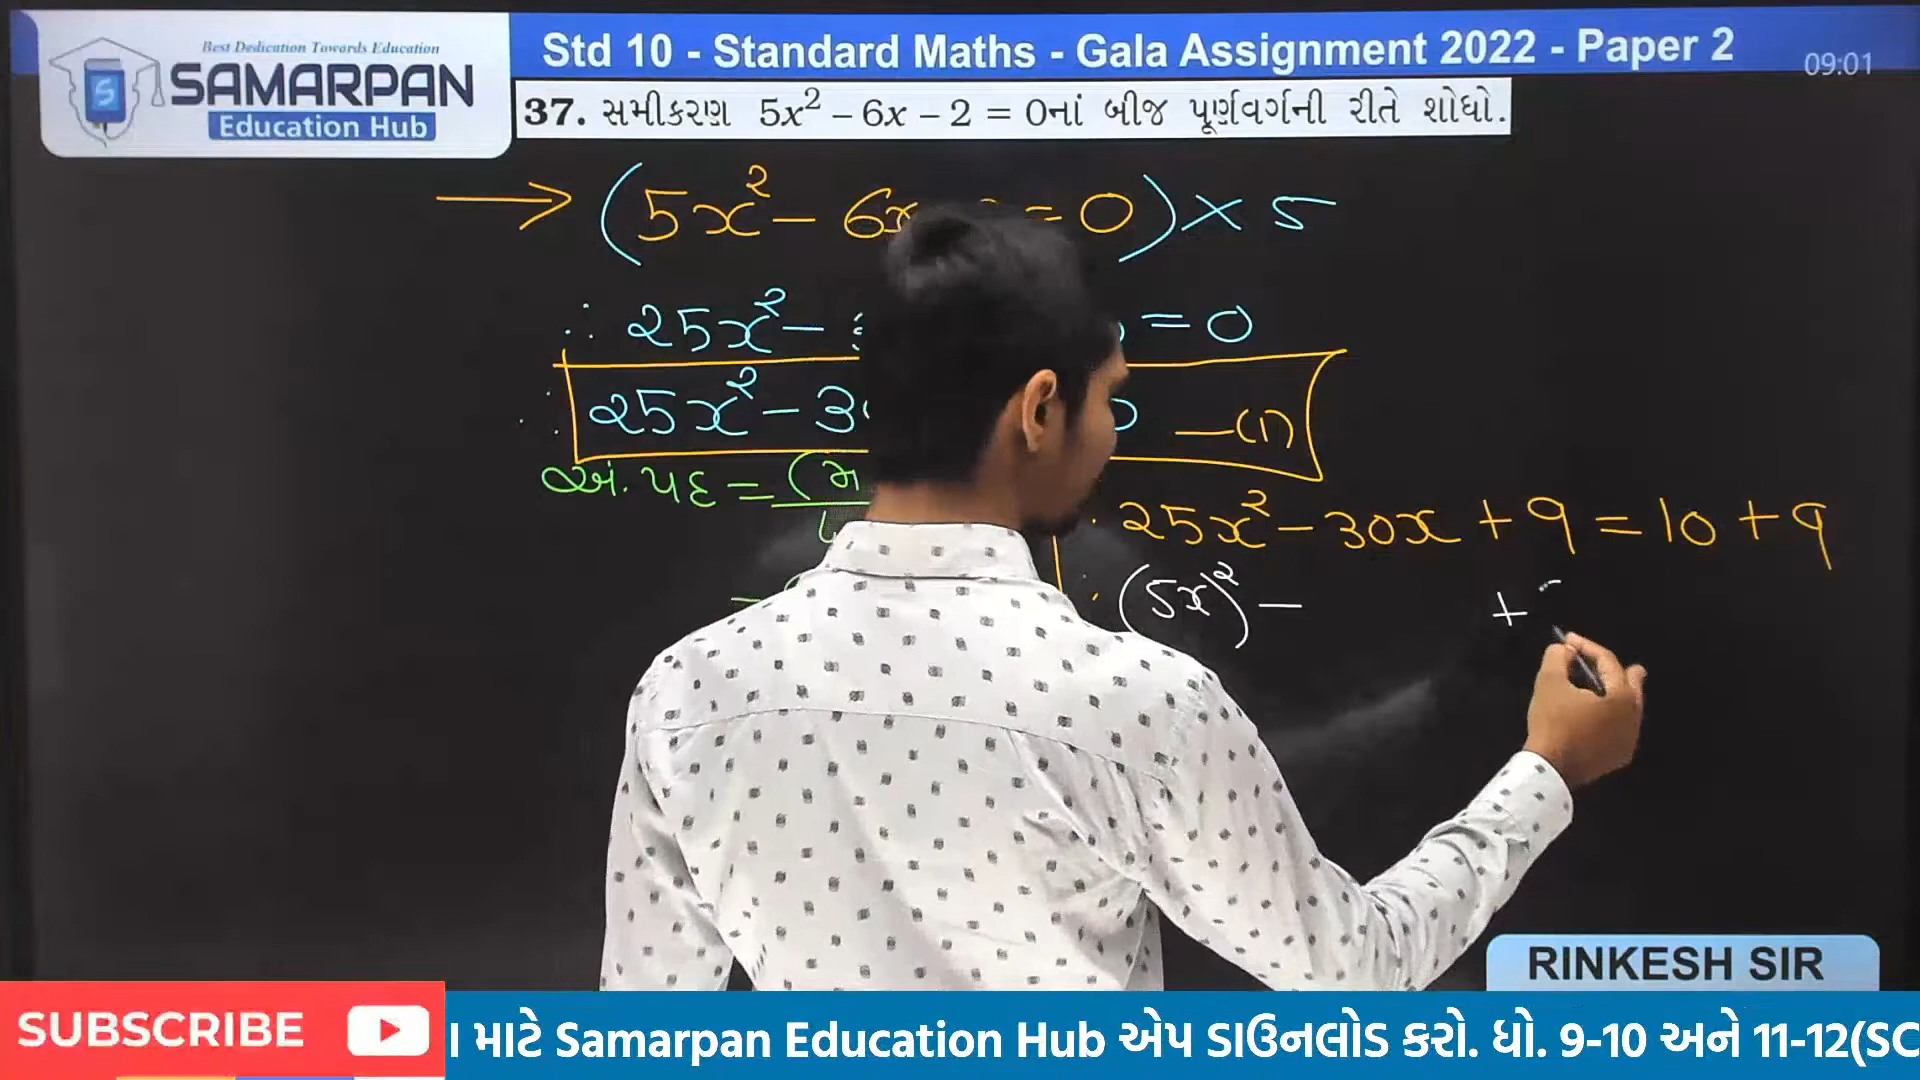 Best Dedication Towards Education
SAMARPAN
Education Hub
Std 10 - Standard Maths - Gala Assignment 2022 - Paper 2
09:01
37. સમીકરણ 5x² – 6x – 2 = 0નાં બીજ પૂર્ણવર્ગની રીતે શોધો.
(5x² – 6x = 0) × 5
∴ 25x² – = 0
∴ 25x² – 3 —(1)
અં. પદ = (મ
25x² – 30x + 9 = 10 + 9
(5x)² – +
RINKESH SIR
SUBSCRIBE
માટે Samarpan Education Hub એપ ડાઉનલોડ કરો. ધો. 9-10 અને 11-12(SC